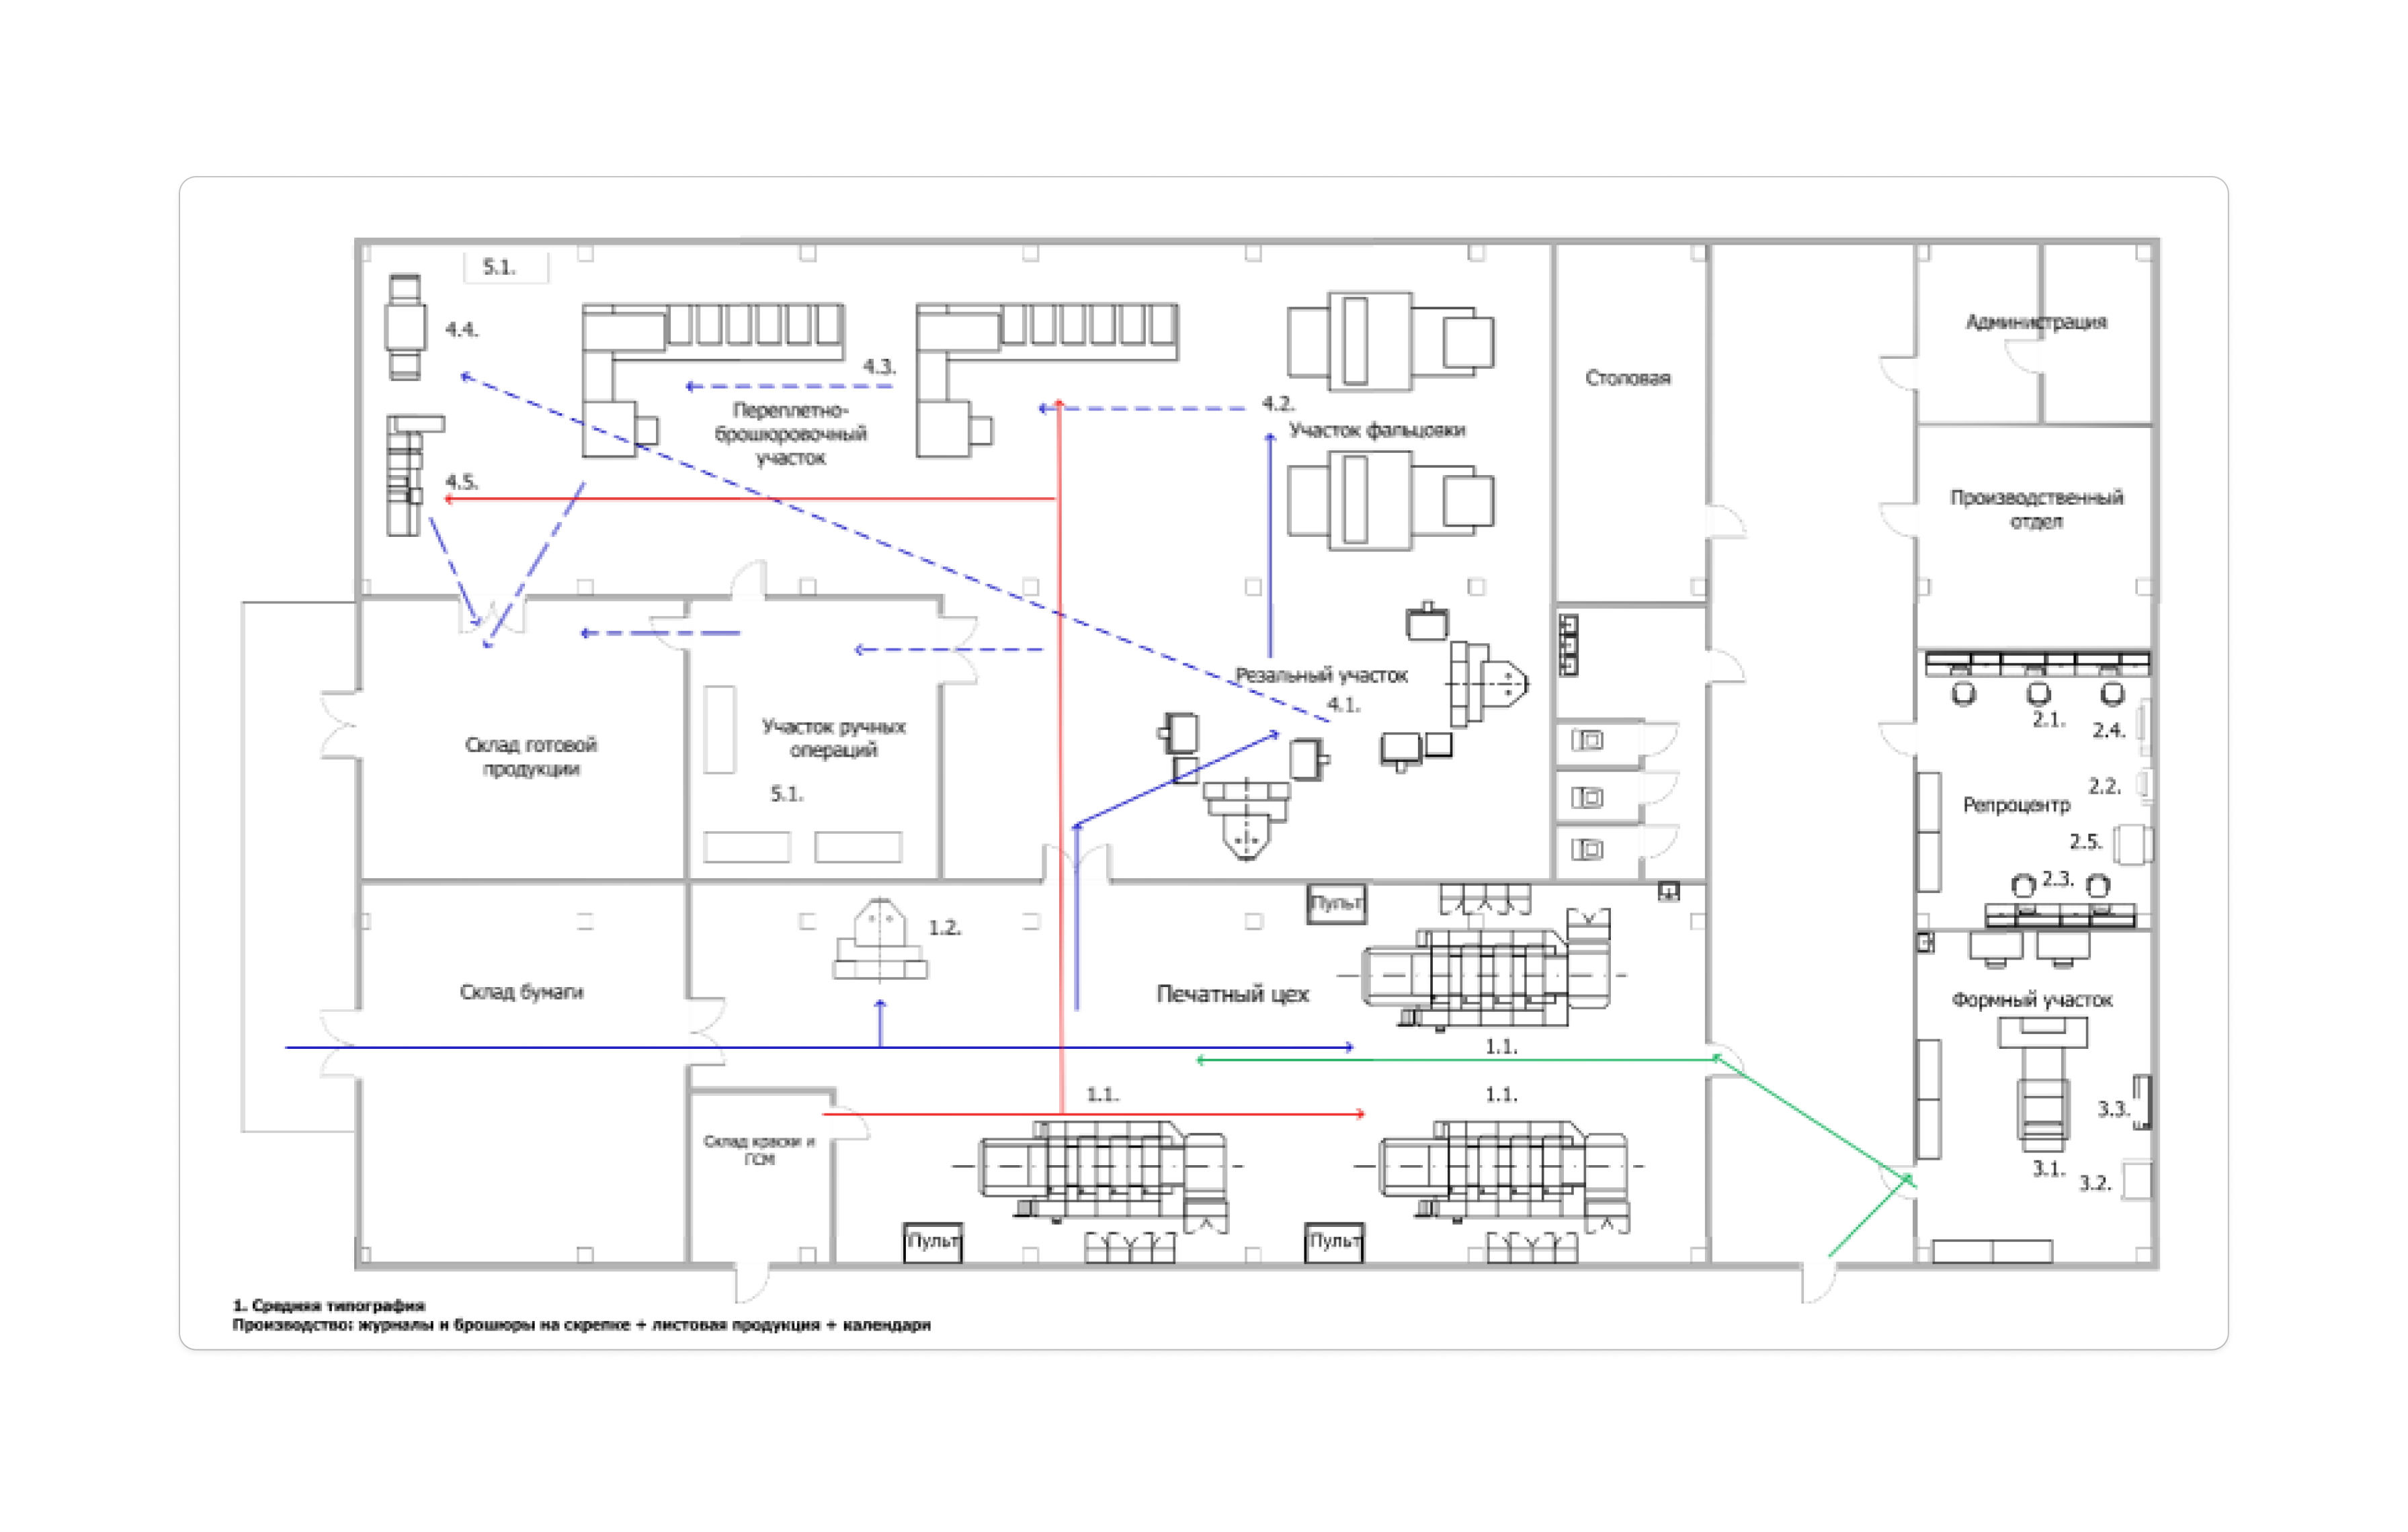 5.1.
4.4.
4.3.
4.2.
Переплетно-
брошюровочный
участок
Участок фальцовки
4.5.
Столовая
Администрация
Производственный
отдел
Резальный участок
4.1.
Склад готовой
продукции
Участок ручных
операций
5.1.
2.1.
2.4.
2.2.
Репроцентр
2.5.
2.3.
Пульт
1.2.
Склад бумаги
Печатный цех
Формный участок
1.1.
1.1.
1.1.
Склад краски и
ГСМ
3.3.
3.1.
3.2.
Пульт
Пульт
1. Средняя типография
Производство: журналы и брошюры на скрепке + листовая продукция + календари